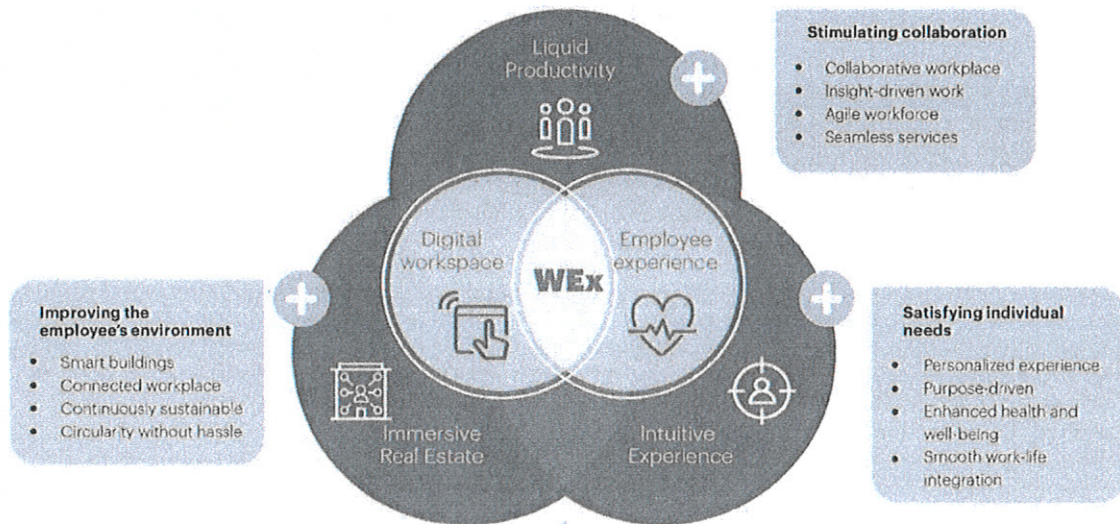 Liquid
Productivity
Stimulating collaboration
• Collaborative workplace
• Insight-driven work
• Agile workforce
• Seamless services
Digital
workspace
WEx
Employee
experience
Improving the
employee's environment
• Smart buildings
• Connected workplace
• Continuously sustainable
• Circularity without hassle
Satisfying individual
needs
• Personalized experience
• Purpose-driven
• Enhanced health and
well-being
• Smooth work-life
integration
Immersive
Real Estate
Intuitive
Experience